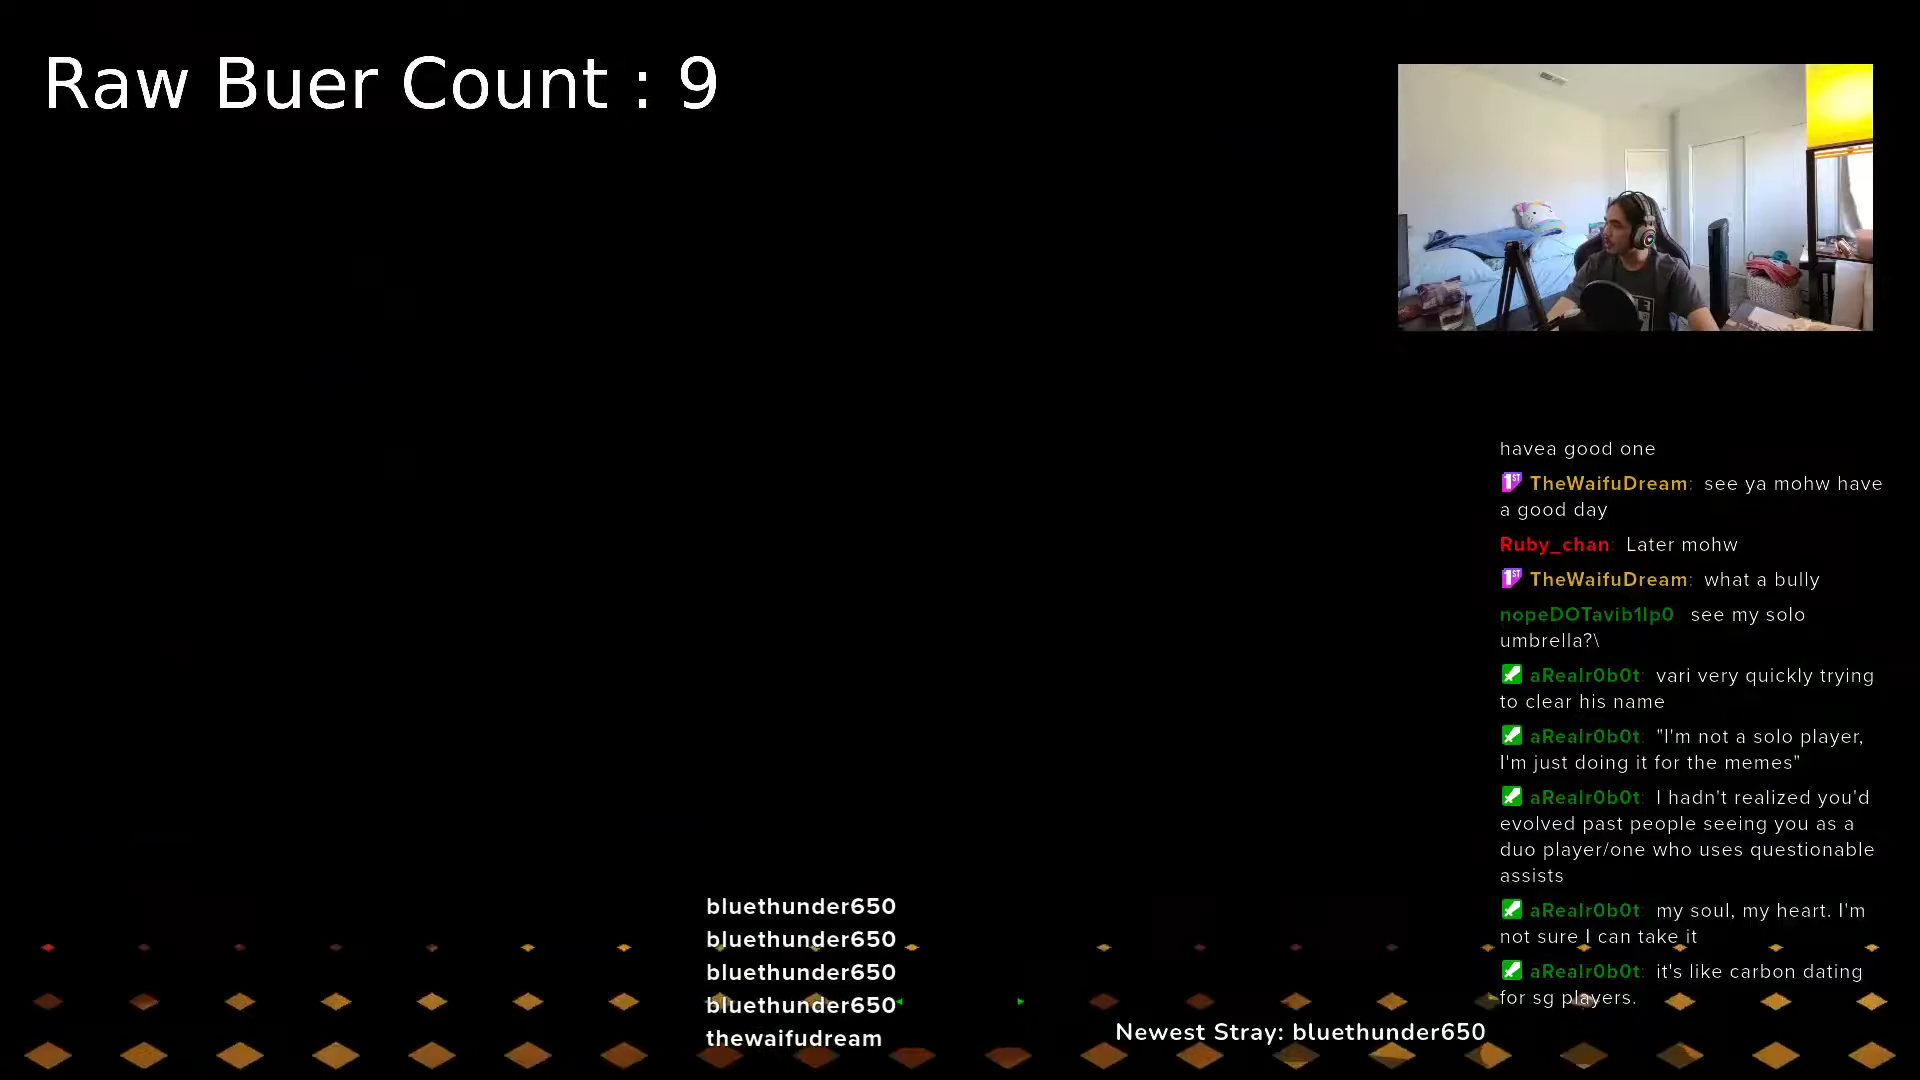 Raw Buer Count : 9
havea good one
TheWaifuDream: see ya mohw have
a good day
Ruby_chan: Later mohw
TheWaifuDream: what a bully
nopeDOTavib1lp0: see my solo
umbrella?\
aRealr0b0t: vari very quickly trying
to clear his name
aRealr0b0t: "I'm not a solo player,
I'm just doing it for the memes"
aRealr0b0t: I hadn't realized you'd
evolved past people seeing you as a
duo player/one who uses questionable
assists
aRealr0b0t: my soul, my heart. I'm
not sure I can take it
aRealr0b0t: it's like carbon dating
for sg players.
bluethunder650
bluethunder650
bluethunder650
bluethunder650
thewaifudream
Newest Stray: bluethunder650